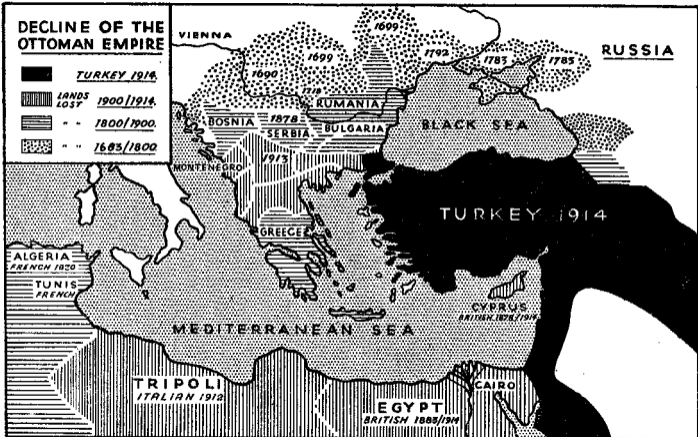 DECLINE OF THE
OTTOMAN EMPIRE
TURKEY 1914.
LANDS
LOST
1900/1914.
" " 1800/1900.
" " 1683/1800.
VIENNA
RUSSIA
1699
1699
1690
1718
1792
1783
1785
RUMANIA
BOSNIA
1878
SERBIA
BULGARIA
BLACK SEA
MONTENEGRO
1913
TURKEY 1914
GREECE
ALGERIA
FRENCH 1830
TUNIS
FRENCH
CYPRUS
BRITISH 1878/1914
MEDITERRANEAN SEA
TRIPOLI
ITALIAN 1912
EGYPT
BRITISH 1883/1914
CAIRO